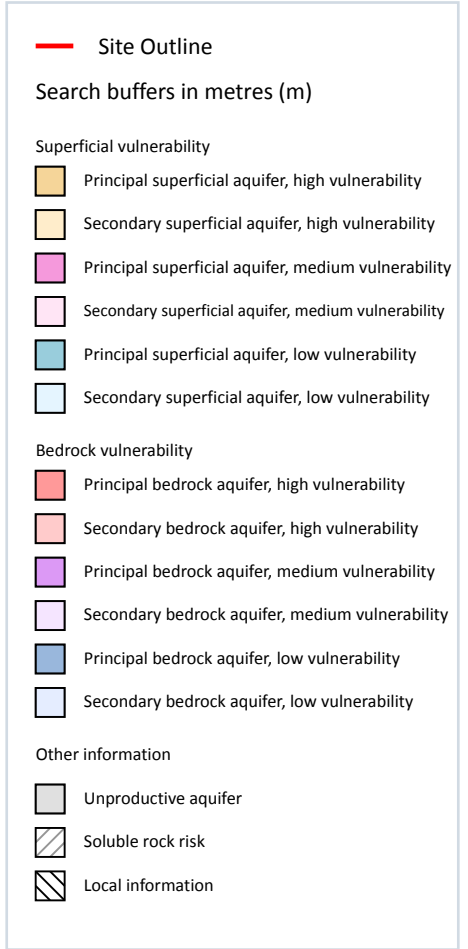 Site Outline
Search buffers in metres (m)
Superficial vulnerability
Principal superficial aquifer, high vulnerability
Secondary superficial aquifer, high vulnerability
Principal superficial aquifer, medium vulnerability
Secondary superficial aquifer, medium vulnerability
Principal superficial aquifer, low vulnerability
Secondary superficial aquifer, low vulnerability
Bedrock vulnerability
Principal bedrock aquifer, high vulnerability
Secondary bedrock aquifer, high vulnerability
Principal bedrock aquifer, medium vulnerability
Secondary bedrock aquifer, medium vulnerability
Principal bedrock aquifer, low vulnerability
Secondary bedrock aquifer, low vulnerability
Other information
Unproductive aquifer
Soluble rock risk
Local information